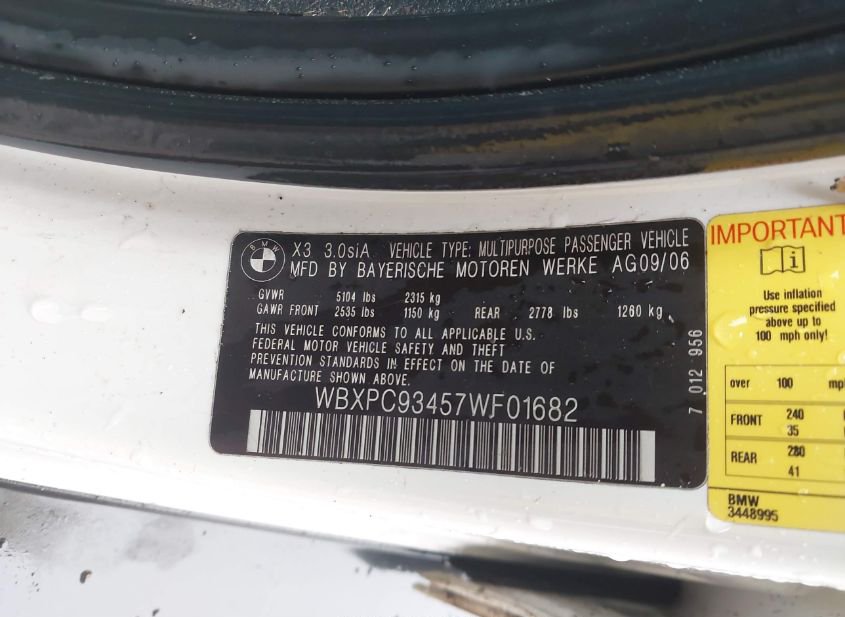 BMW
X3 3.0siA VEHICLE TYPE: MULTIPURPOSE PASSENGER VEHICLE
MFD BY BAYERISCHE MOTOREN WERKE AG09/06
GVWR 5104 lbs 2315 kg
GAWR FRONT 2535 lbs 1150 kg REAR 2778 lbs 1260 kg
THIS VEHICLE CONFORMS TO ALL APPLICABLE U.S.
FEDERAL MOTOR VEHICLE SAFETY AND THEFT
PREVENTION STANDARDS IN EFFECT ON THE DATE OF
MANUFACTURE SHOWN ABOVE.
WBXPC93457WF01682
7 012 956
IMPORTANT
i
Use inflation
pressure specified
above up to
100 mph only!
over 100 mp
FRONT 240
35
REAR 280
41
BMW
3448995